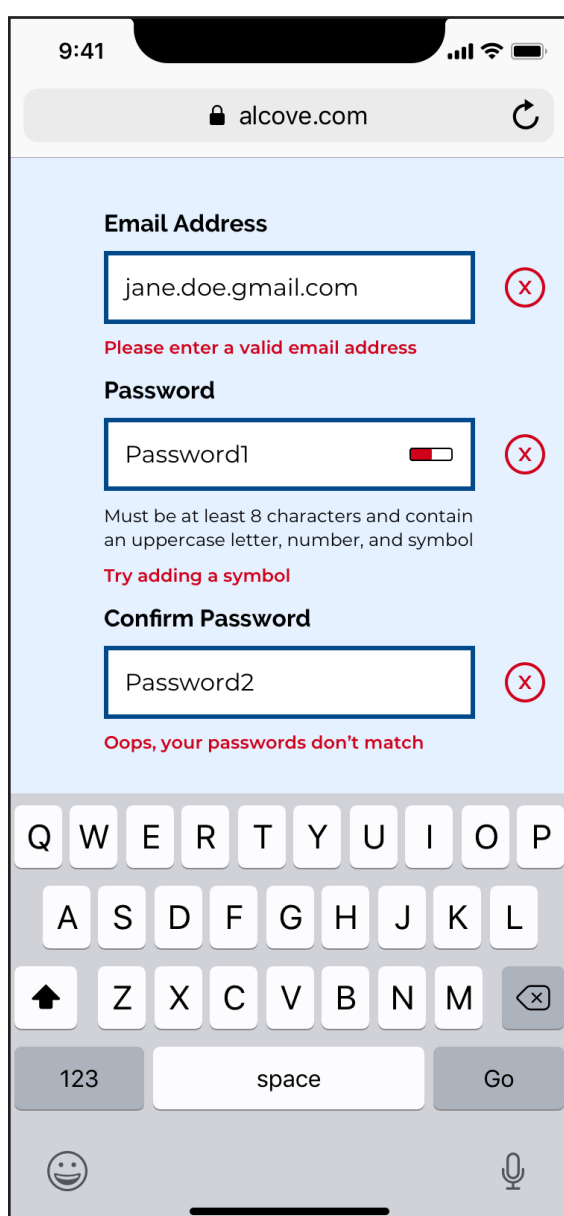 9:41
alcove.com
Email Address
jane.doe.gmail.com
X
Please enter a valid email address
Password
Password1
X
Must be at least 8 characters and contain
an uppercase letter, number, and symbol
Try adding a symbol
Confirm Password
Password2
X
Oops, your passwords don’t match
Q W E R T Y U I O P
A S D F G H J K L
Z X C V B N M
123 space Go